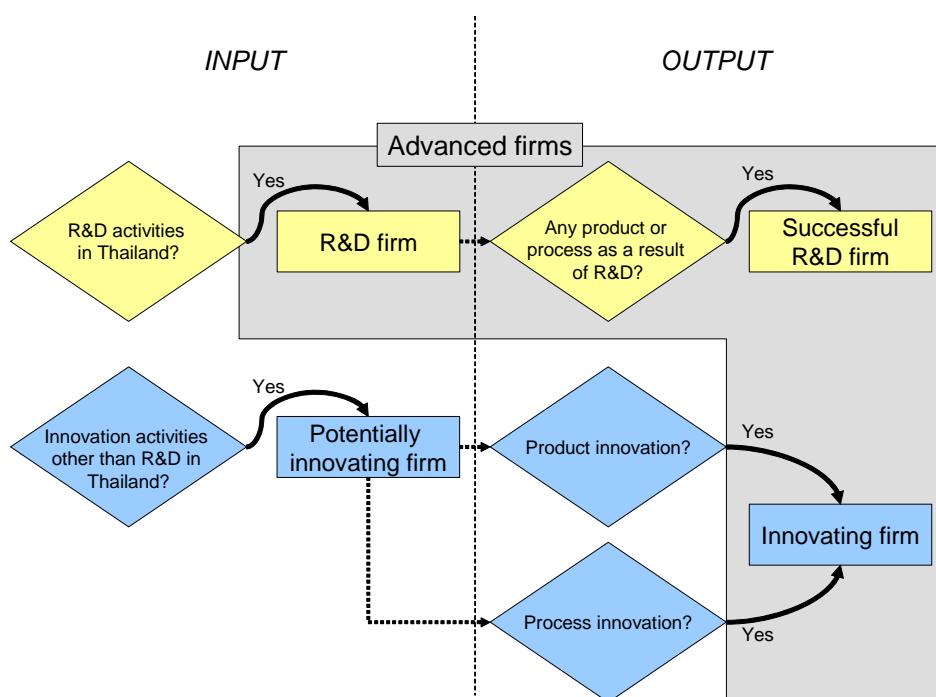 INPUT
OUTPUT
Advanced firms
Yes
Yes
R&D activities
in Thailand?
R&D firm
Any product or
process as a result
of R&D?
Successful
R&D firm
Yes
Innovation activities
other than R&D in
Thailand?
Potentially
innovating firm
Product innovation?
Yes
Innovating firm
Process innovation?
Yes